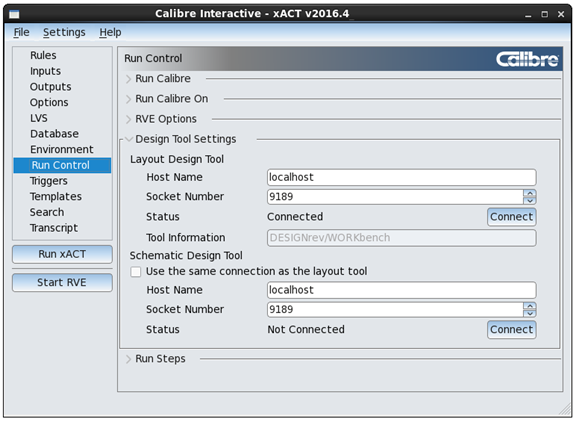 Calibre Interactive - xACT v2016.4
File Settings Help
Rules
Inputs
Outputs
Options
LVS
Database
Environment
Run Control
Triggers
Templates
Search
Transcript
Run xACT
Start RVE
Run Control
Calibre
Run Calibre
Run Calibre On
RVE Options
Design Tool Settings
Layout Design Tool
Host Name localhost
Socket Number 9189
Status Connected Connect
Tool Information DESIGNrev/WORKbench
Schematic Design Tool
Use the same connection as the layout tool
Host Name localhost
Socket Number 9189
Status Not Connected Connect
Run Steps